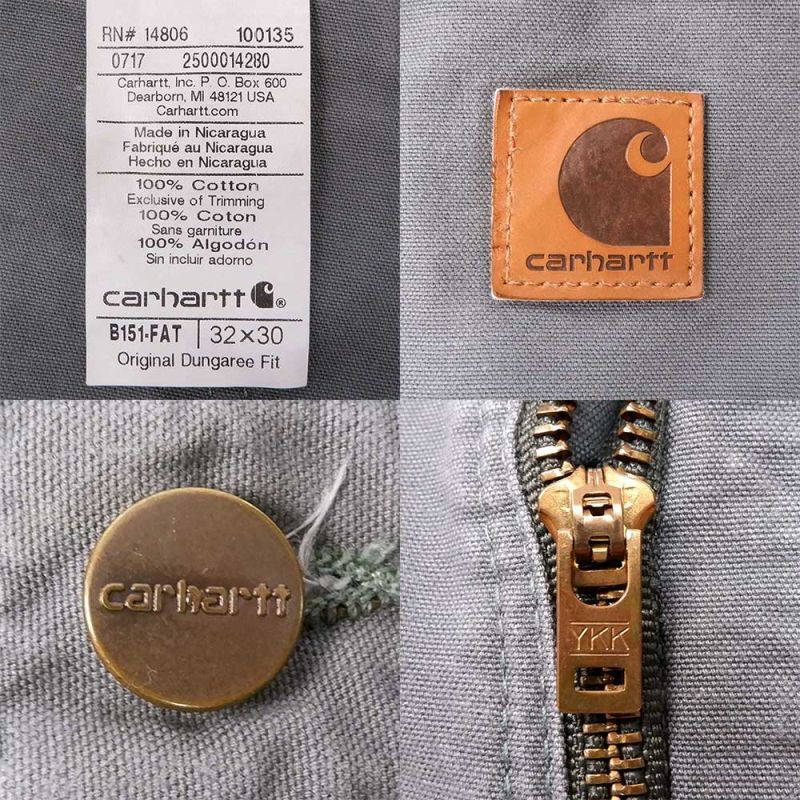 RN# 14806 100135
0717 2500014280
Carhartt, Inc. P. O. Box 600
Dearborn, MI 48121 USA
Carhartt.com
Made in Nicaragua
Fabriqué au Nicaragua
Hecho en Nicaragua
100% Cotton
Exclusive of Trimming
100% Coton
Sans garniture
100% Algodón
Sin incluir adorno
carhartt ®
B151-FAT 32×30
Original Dungaree Fit
carhartt
carhartt
YKK